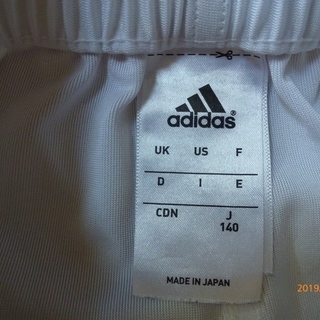 adidas®
UK US F
D I E
CDN J
140
MADE IN JAPAN
2019